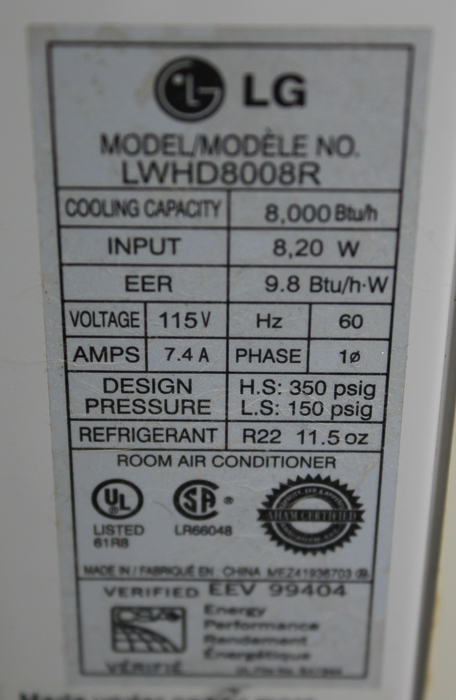 LG
MODEL/MODÈLE NO.
LWHD8008R
COOLING CAPACITY 8,000 Btu/h
INPUT 8,20 W
EER 9.8 Btu/h·W
VOLTAGE 115V Hz 60
AMPS 7.4 A PHASE 1ø
DESIGN PRESSURE H.S: 350 psig
L.S: 150 psig
REFRIGERANT R22 11.5 oz
ROOM AIR CONDITIONER
UL SA ®
LISTED LR66048
61R8
AHAM CERTIFIED
MADE IN / FABRIQUÉ EN CHINA MEZ41936703
VERIFIED EEV 99404
Energy
Performance
Rendement
Énergétique
VÉRIFIÉ